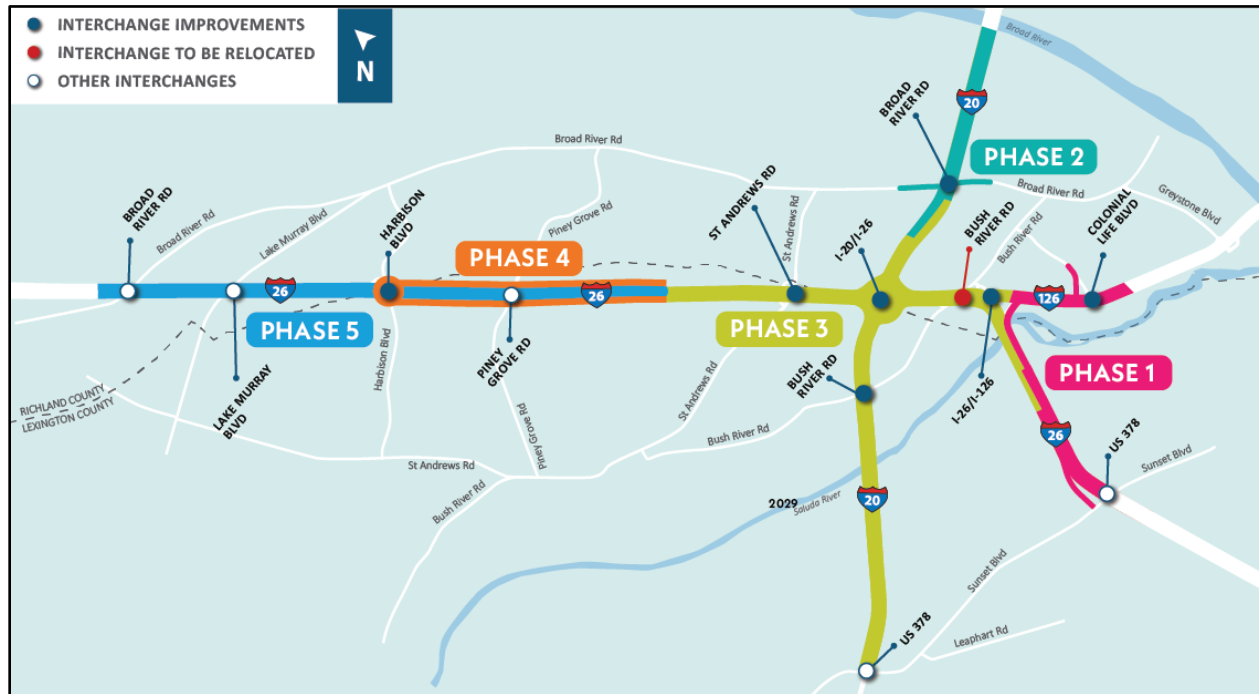 INTERCHANGE IMPROVEMENTS
INTERCHANGE TO BE RELOCATED
OTHER INTERCHANGES
N
Broad River
20
BROAD
RIVER RD
PHASE 2
Broad River Rd
Broad River Rd
Greystone Blvd
BROAD
RIVER RD
Broad River Rd
Lake Murray Blvd
HARBISON
BLVD
Piney Grove Rd
ST ANDREWS RD
St Andrews Rd
I-20/I-26
BUSH
RIVER RD
Bush River Rd
COLONIAL
LIFE BLVD
PHASE 4
26
26
126
PHASE 5
PHASE 3
PHASE 1
RICHLAND COUNTY
LEXINGTON COUNTY
LAKE MURRAY
BLVD
Harbison Blvd
PINEY
GROVE RD
Piney Grove Rd
St Andrews Rd
BUSH
RIVER RD
I-26/I-126
26
US 378
Sunset Blvd
St Andrews Rd
Bush River Rd
Bush River Rd
2029
Saluda River
20
Sunset Blvd
US 378
Leaphart Rd